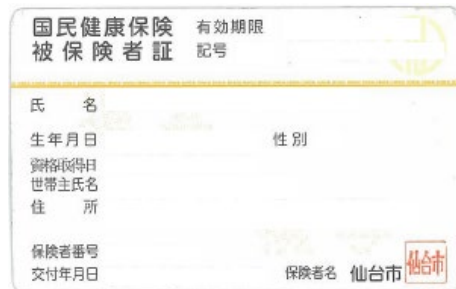 国民健康保険 有効期限
被保険者証 記号
氏 名
生年月日 性別
資格取得日
世帯主氏名
住 所
保険者番号
交付年月日 保険者名 仙台市 仙台市